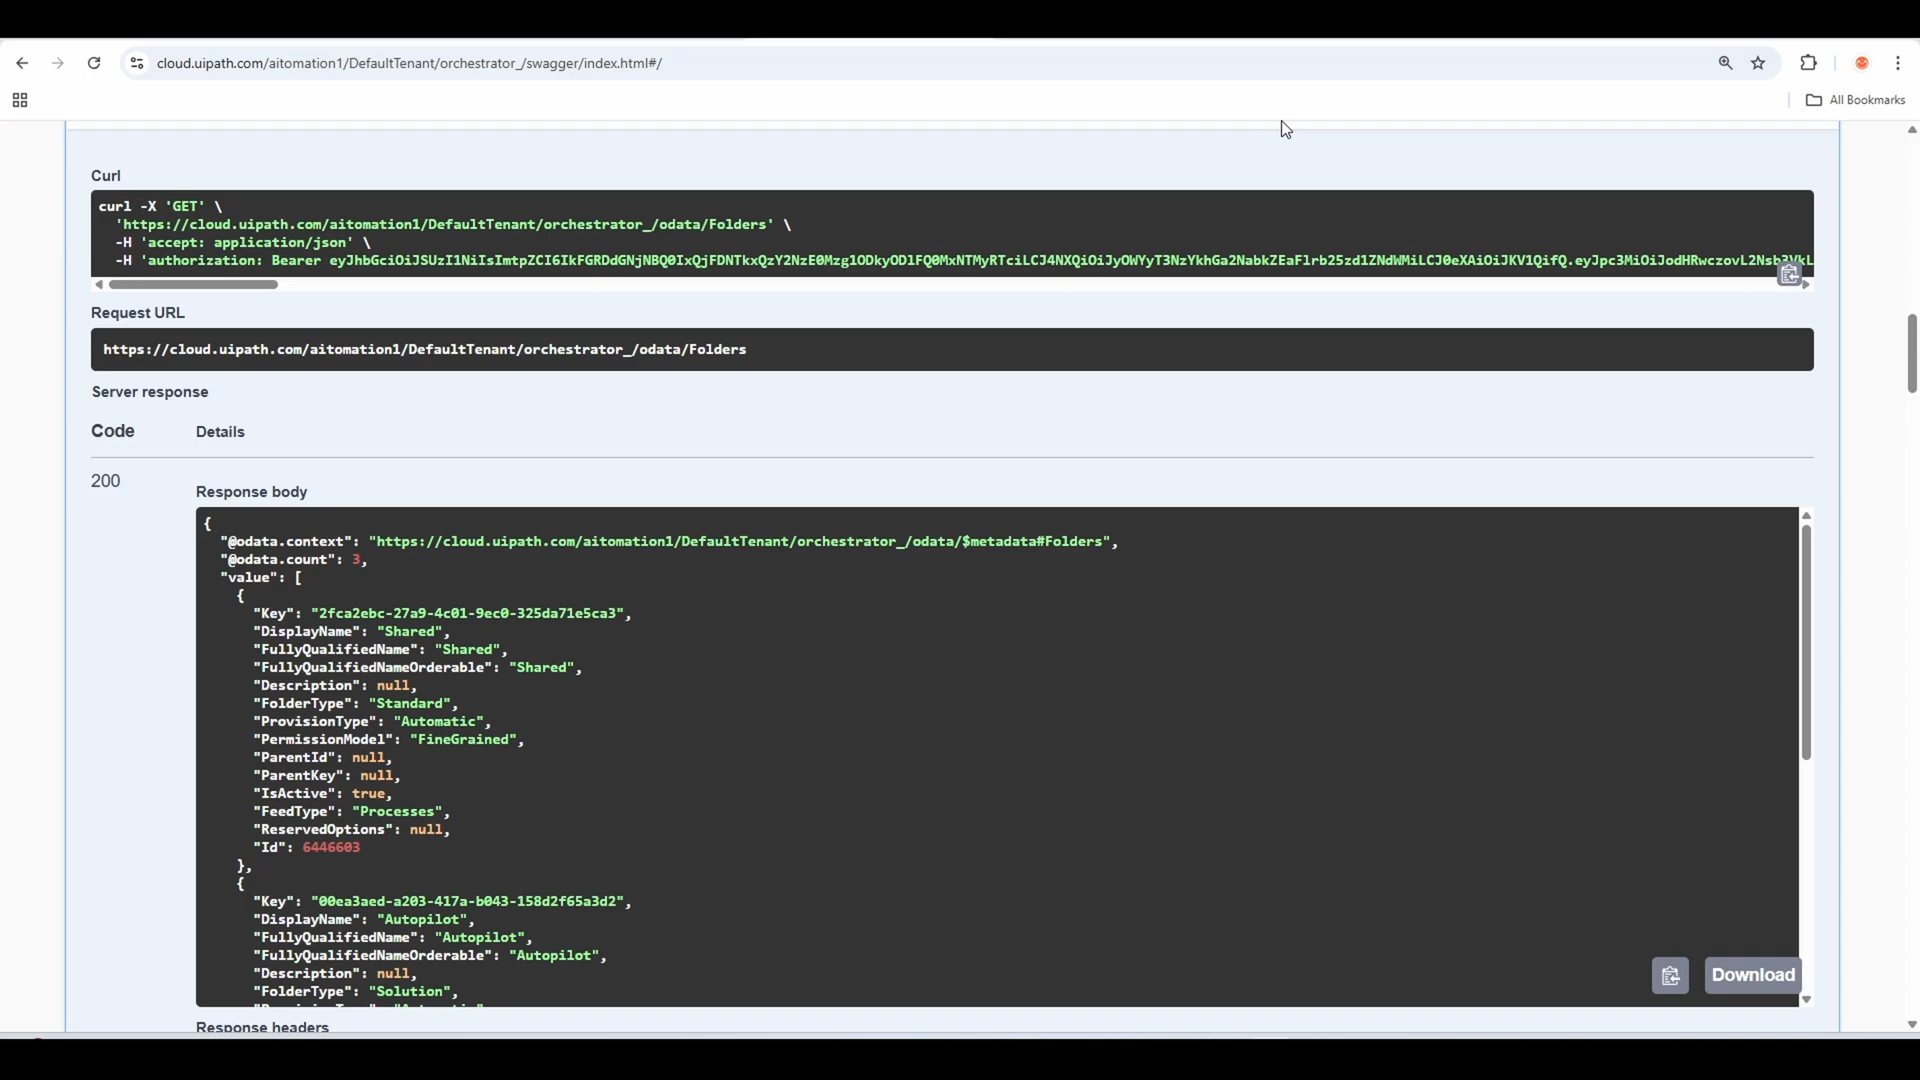 cloud.uipath.com/aitomation1/DefaultTenant/orchestrator_/swagger/index.html#/
All Bookmarks
Curl
curl -X 'GET' \
'https://cloud.uipath.com/aitomation1/DefaultTenant/orchestrator_/odata/Folders' \
-H 'accept: application/json' \
-H 'authorization: Bearer
Request URL
https://cloud.uipath.com/aitomation1/DefaultTenant/orchestrator_/odata/Folders
Server response
Code Details
200
Response body
{
"@odata.context": "https://cloud.uipath.com/aitomation1/DefaultTenant/orchestrator_/odata/$metadata#Folders",
"@odata.count": 3,
"value": [
{
"Key": "2fca2ebc-27a9-4c01-9ec0-325da71e5ca3",
"DisplayName": "Shared",
"FullyQualifiedName": "Shared",
"FullyQualifiedNameOrderable": "Shared",
"Description": null,
"FolderType": "Standard",
"ProvisionType": "Automatic",
"PermissionModel": "FineGrained",
"ParentId": null,
"ParentKey": null,
"IsActive": true,
"FeedType": "Processes",
"ReservedOptions": null,
"Id": 6446603
},
{
"Key": "00ea3aed-a203-417a-b043-158d2f65a3d2",
"DisplayName": "Autopilot",
"FullyQualifiedName": "Autopilot",
"FullyQualifiedNameOrderable": "Autopilot",
"Description": null,
"FolderType": "Solution",
Download
Response headers